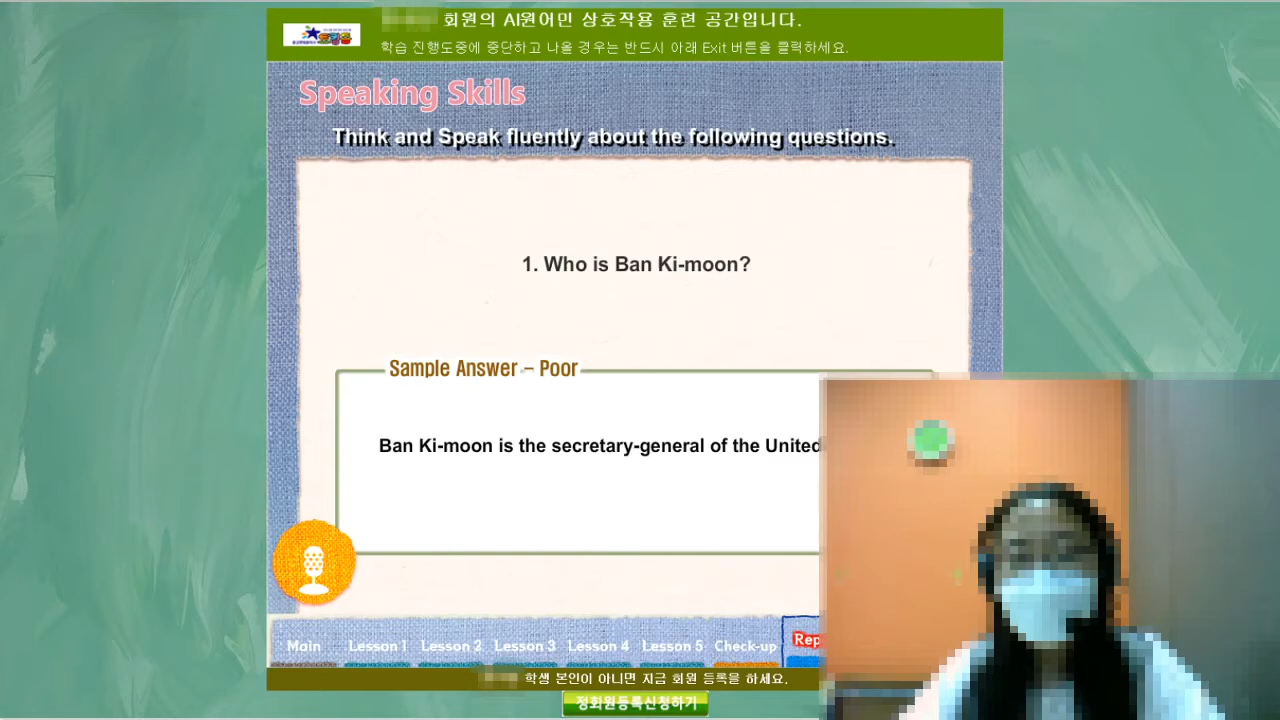 회원의 AI원어민 상호작용 훈련 공간입니다.
학습 진행도중에 중단하고 나올 경우는 반드시 아래 Exit 버튼을 클릭하세요.
Speaking Skills
Think and Speak fluently about the following questions.
1. Who is Ban Ki-moon?
Sample Answer – Poor
Ban Ki-moon is the secretary-general of the United
Main Lesson 1 Lesson 2 Lesson 3 Lesson 4 Lesson 5 Check-up Rep
학생 본인이 아니면 지금 회원 등록을 하세요.
정회원등록신청하기